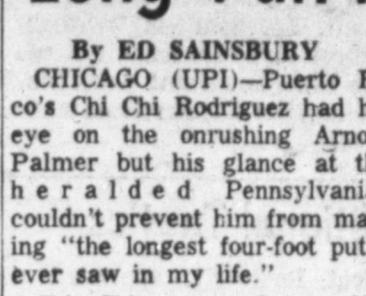 By ED SAINSBURY
CHICAGO (UPI)—Puerto
co's Chi Chi Rodriguez had
eye on the onrushing Arno
Palmer but his glance at t
heralded Pennsylvani
couldn't prevent him from ma
ing "the longest four-foot put
ever saw in my life."